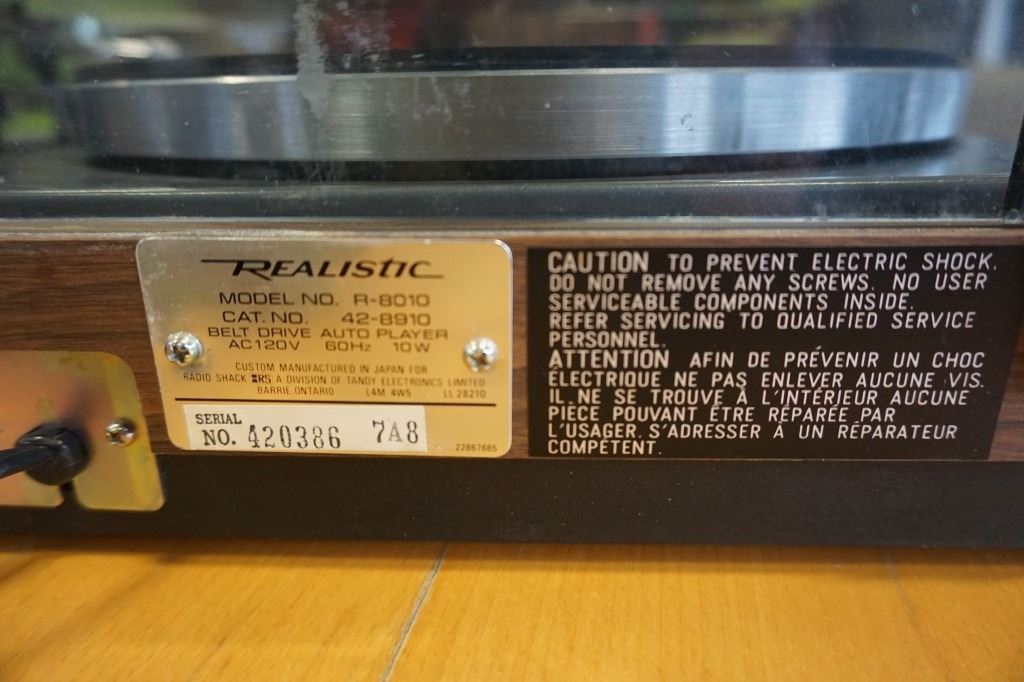 REALISTIC
MODEL NO. R-8010
CAT. NO. 42-8910
BELT DRIVE AUTO PLAYER
AC120V 60Hz 10W
CUSTOM MANUFACTURED IN JAPAN FOR
RADIO SHACK RS A DIVISION OF TANDY ELECTRONICS LIMITED
BARRIE, ONTARIO L4M 4W5 LL 28210
SERIAL
NO. 420386 7A8
22867665
CAUTION TO PREVENT ELECTRIC SHOCK.
DO NOT REMOVE ANY SCREWS. NO USER
SERVICEABLE COMPONENTS INSIDE.
REFER SERVICING TO QUALIFIED SERVICE
PERSONNEL.
ATTENTION AFIN DE PRÉVENIR UN CHOC
ÉLECTRIQUE NE PAS ENLEVER AUCUNE VIS.
IL NE SE TROUVE À L'INTÉRIEUR AUCUNE
PIÈCE POUVANT ÊTRE RÉPARÉE PAR
L'USAGER. S'ADRESSER À UN RÉPARATEUR
COMPÉTENT.